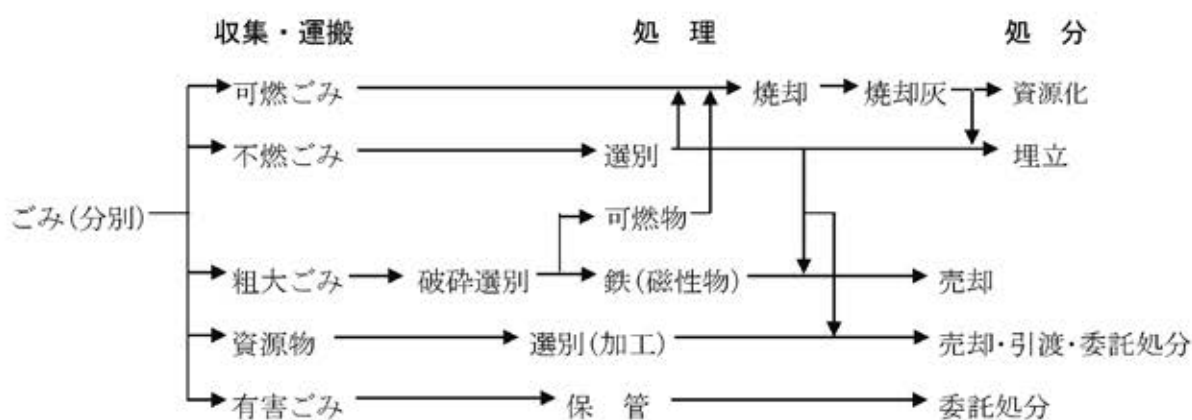 収集・運搬 処 理 処 分
可燃ごみ 焼却 焼却灰 資源化
不燃ごみ 選別 埋立
ごみ(分別) 可燃物
粗大ごみ 破砕選別 鉄(磁性物) 売却
資源物 選別(加工) 売却・引渡・委託処分
有害ごみ 保 管 委託処分